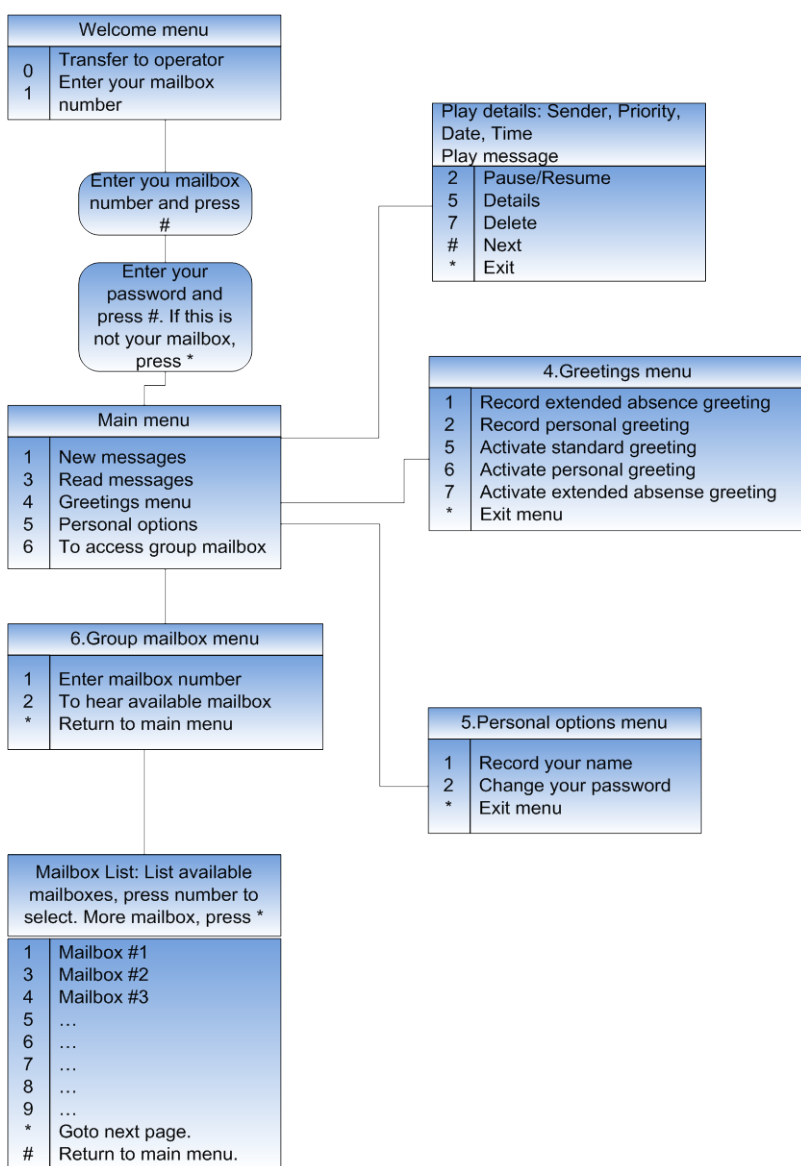 Welcome menu
0 Transfer to operator
1 Enter your mailbox
number
Enter you mailbox
number and press
#
Enter your
password and
press #. If this is
not your mailbox,
press *
Main menu
1 New messages
3 Read messages
4 Greetings menu
5 Personal options
6 To access group mailbox
Play details: Sender, Priority,
Date, Time
Play message
2 Pause/Resume
5 Details
7 Delete
# Next
* Exit
4.Greetings menu
1 Record extended absence greeting
2 Record personal greeting
5 Activate standard greeting
6 Activate personal greeting
7 Activate extended absense greeting
* Exit menu
6.Group mailbox menu
1 Enter mailbox number
2 To hear available mailbox
* Return to main menu
5.Personal options menu
1 Record your name
2 Change your password
* Exit menu
Mailbox List: List available
mailboxes, press number to
select. More mailbox, press *
1 Mailbox #1
3 Mailbox #2
4 Mailbox #3
5 …
6 …
7 …
8 …
9 …
* Goto next page.
# Return to main menu.